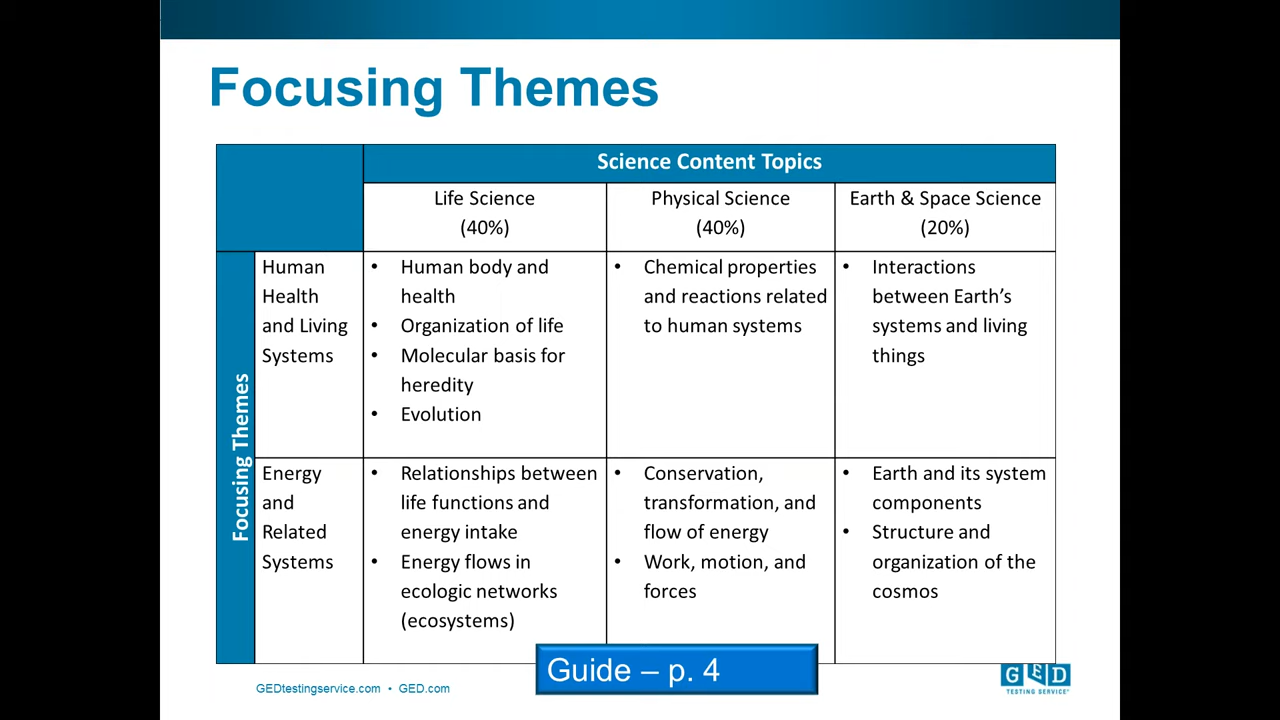 Focusing Themes
Science Content Topics
Life Science
(40%)
Physical Science
(40%)
Earth & Space Science
(20%)
Focusing Themes
Human
Health
and Living
Systems
• Human body and
health
• Organization of life
• Molecular basis for
heredity
• Evolution
• Chemical properties
and reactions related
to human systems
• Interactions
between Earth’s
systems and living
things
Energy
and
Related
Systems
• Relationships between
life functions and
energy intake
• Energy flows in
ecologic networks
(ecosystems)
• Conservation,
transformation, and
flow of energy
• Work, motion, and
forces
• Earth and its system
components
• Structure and
organization of the
cosmos
Guide – p. 4
GEDtestingservice.com • GED.com
GED
TESTING SERVICE®